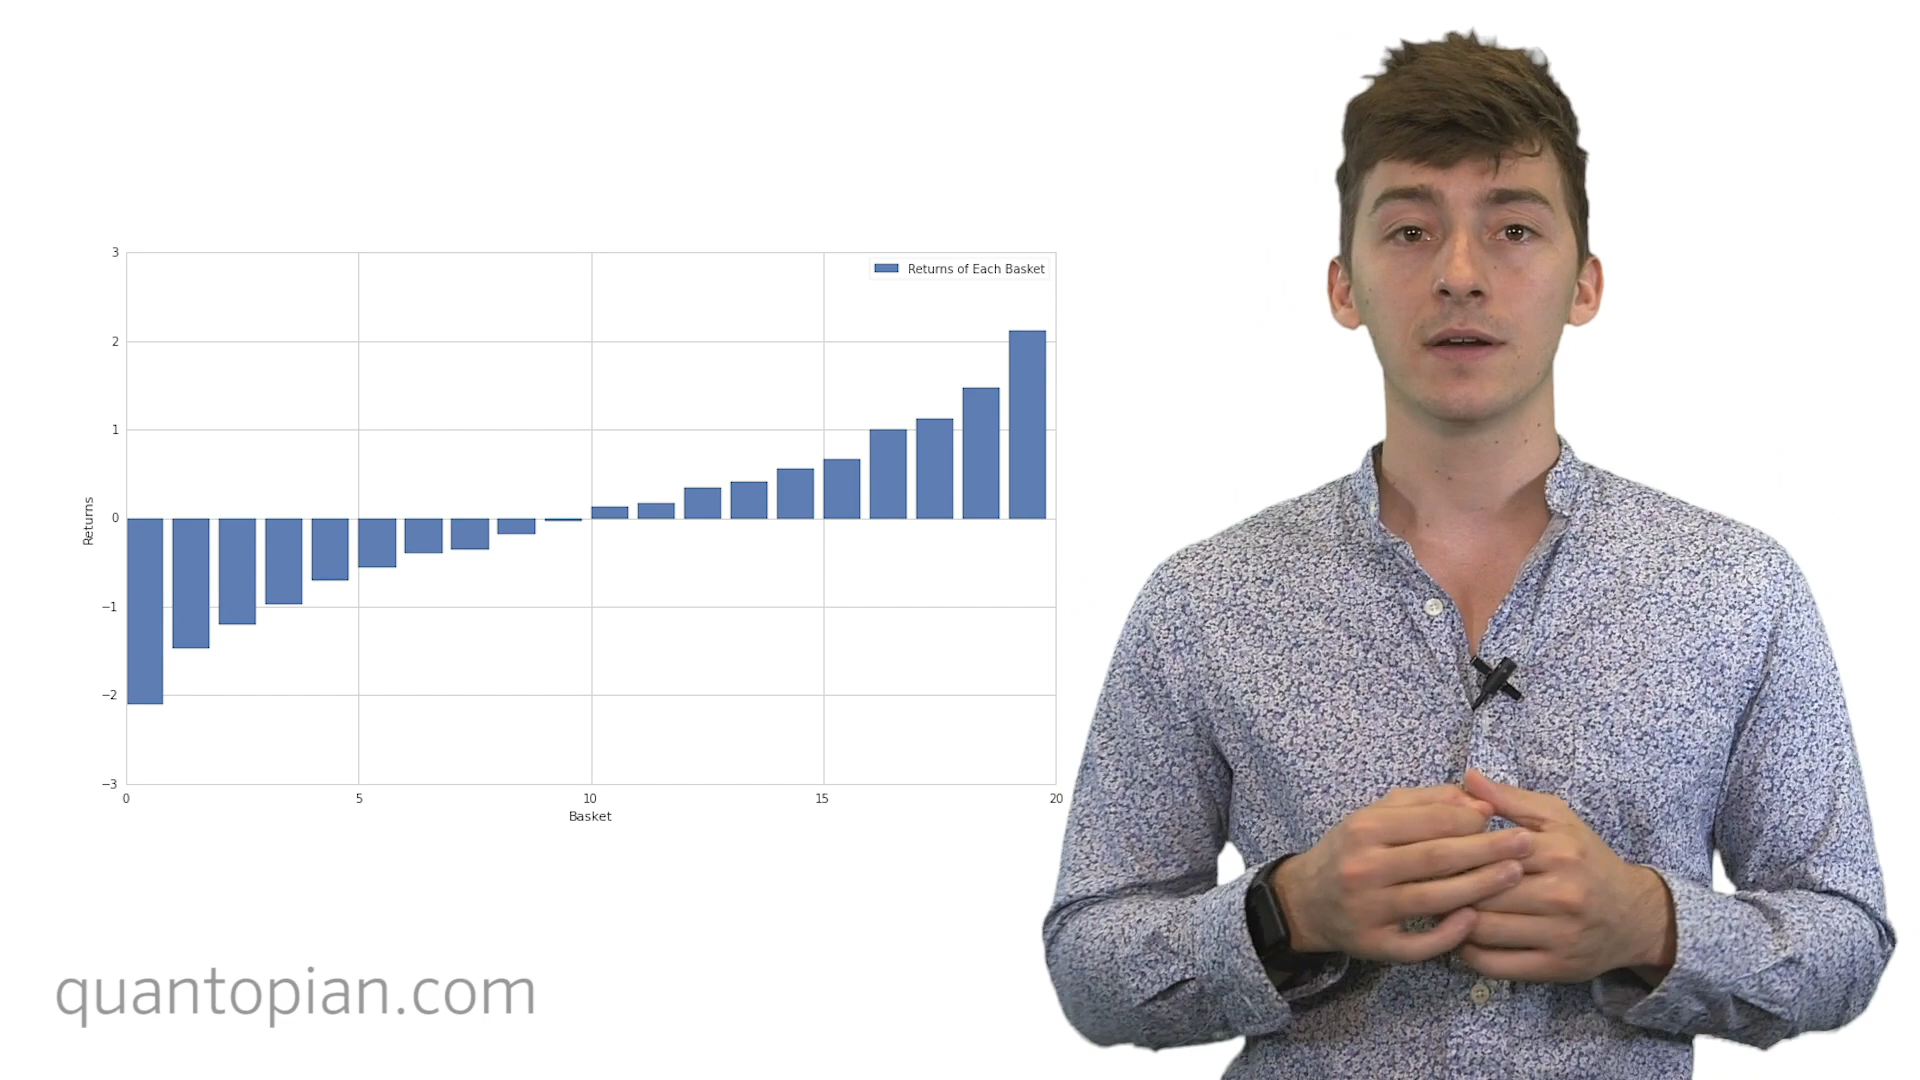 3
Returns of Each Basket
2
1
0
Returns
−1
−2
−3
0 5 10 15 20
Basket
quantopian.com